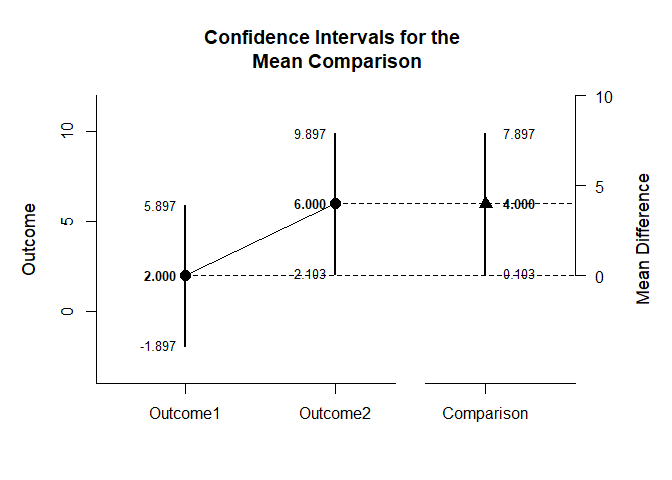 Confidence Intervals for the
Mean Comparison
10
10
9.897
7.897
5.897
5
6.000
4.000
5
Outcome
Mean Difference
2.000
2.103
0.103
0
0
-1.897
Outcome1
Outcome2
Comparison